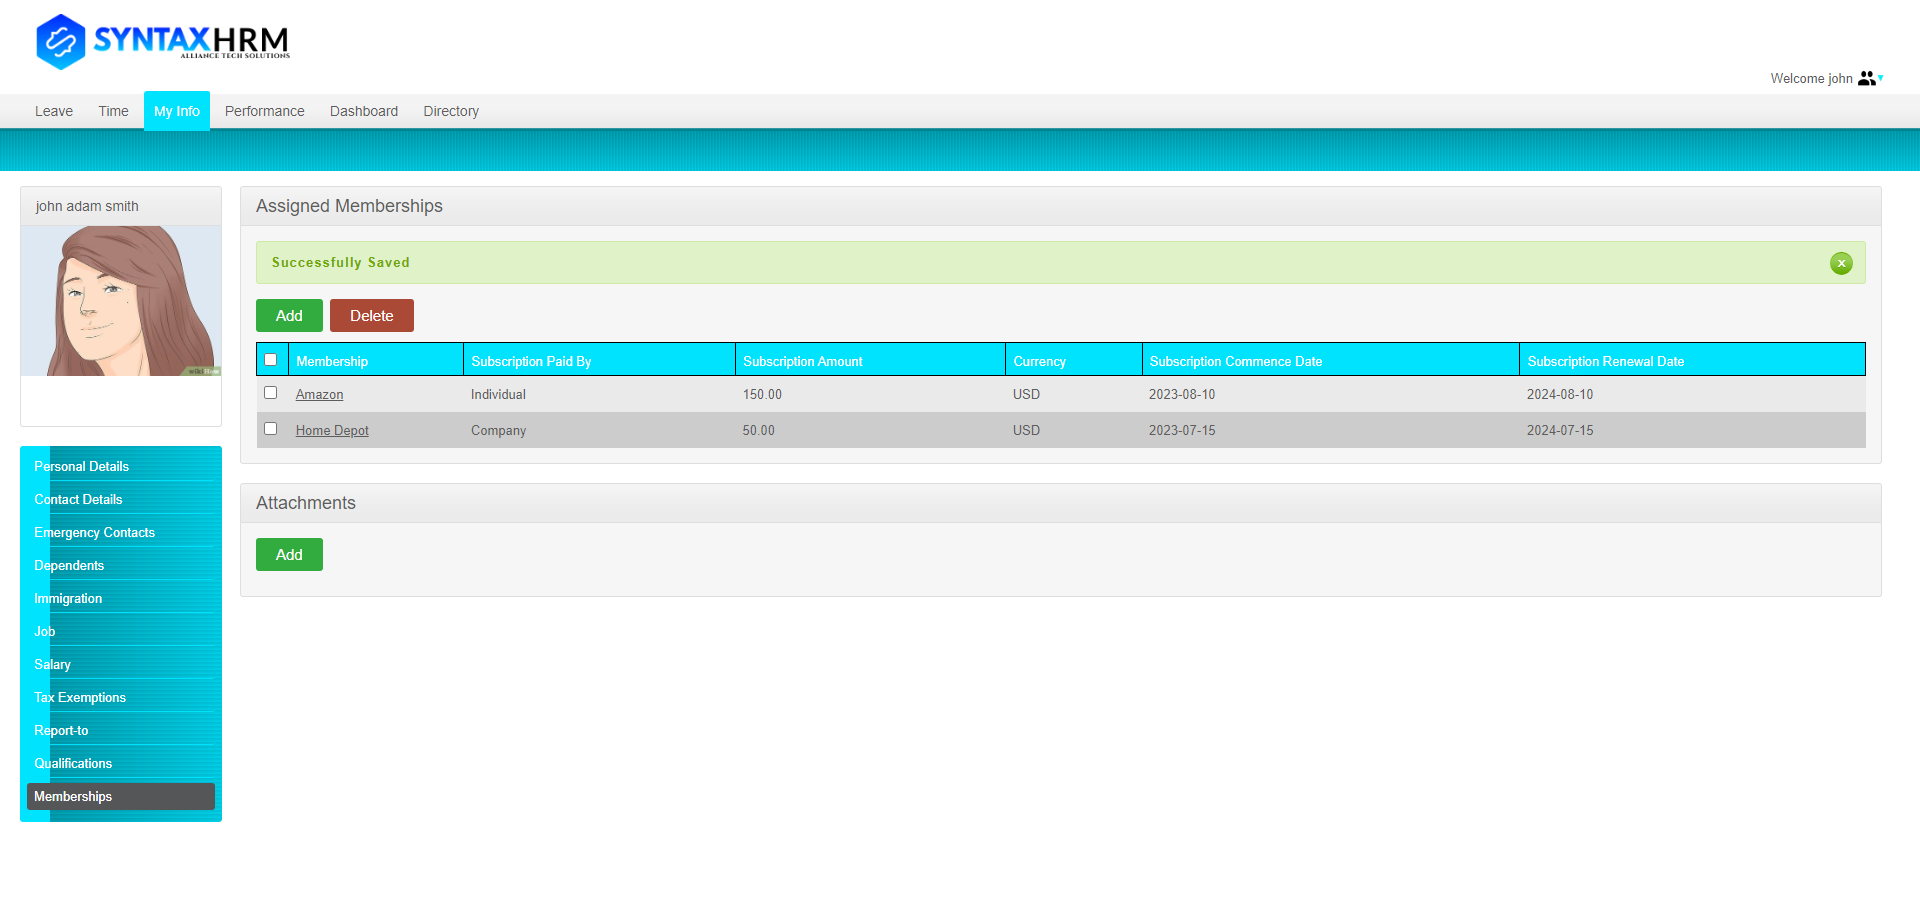 SYNTAXHRM
ALLIANCE TECH SOLUTIONS
Welcome john
Leave Time My Info Performance Dashboard Directory
john adam smith
wikiHow
Personal Details
Contact Details
Emergency Contacts
Dependents
Immigration
Job
Salary
Tax Exemptions
Report-to
Qualifications
Memberships
Assigned Memberships
Successfully Saved
x
Add Delete
Membership Subscription Paid By Subscription Amount Currency Subscription Commence Date Subscription Renewal Date
Amazon Individual 150.00 USD 2023-08-10 2024-08-10
Home Depot Company 50.00 USD 2023-07-15 2024-07-15
Attachments
Add